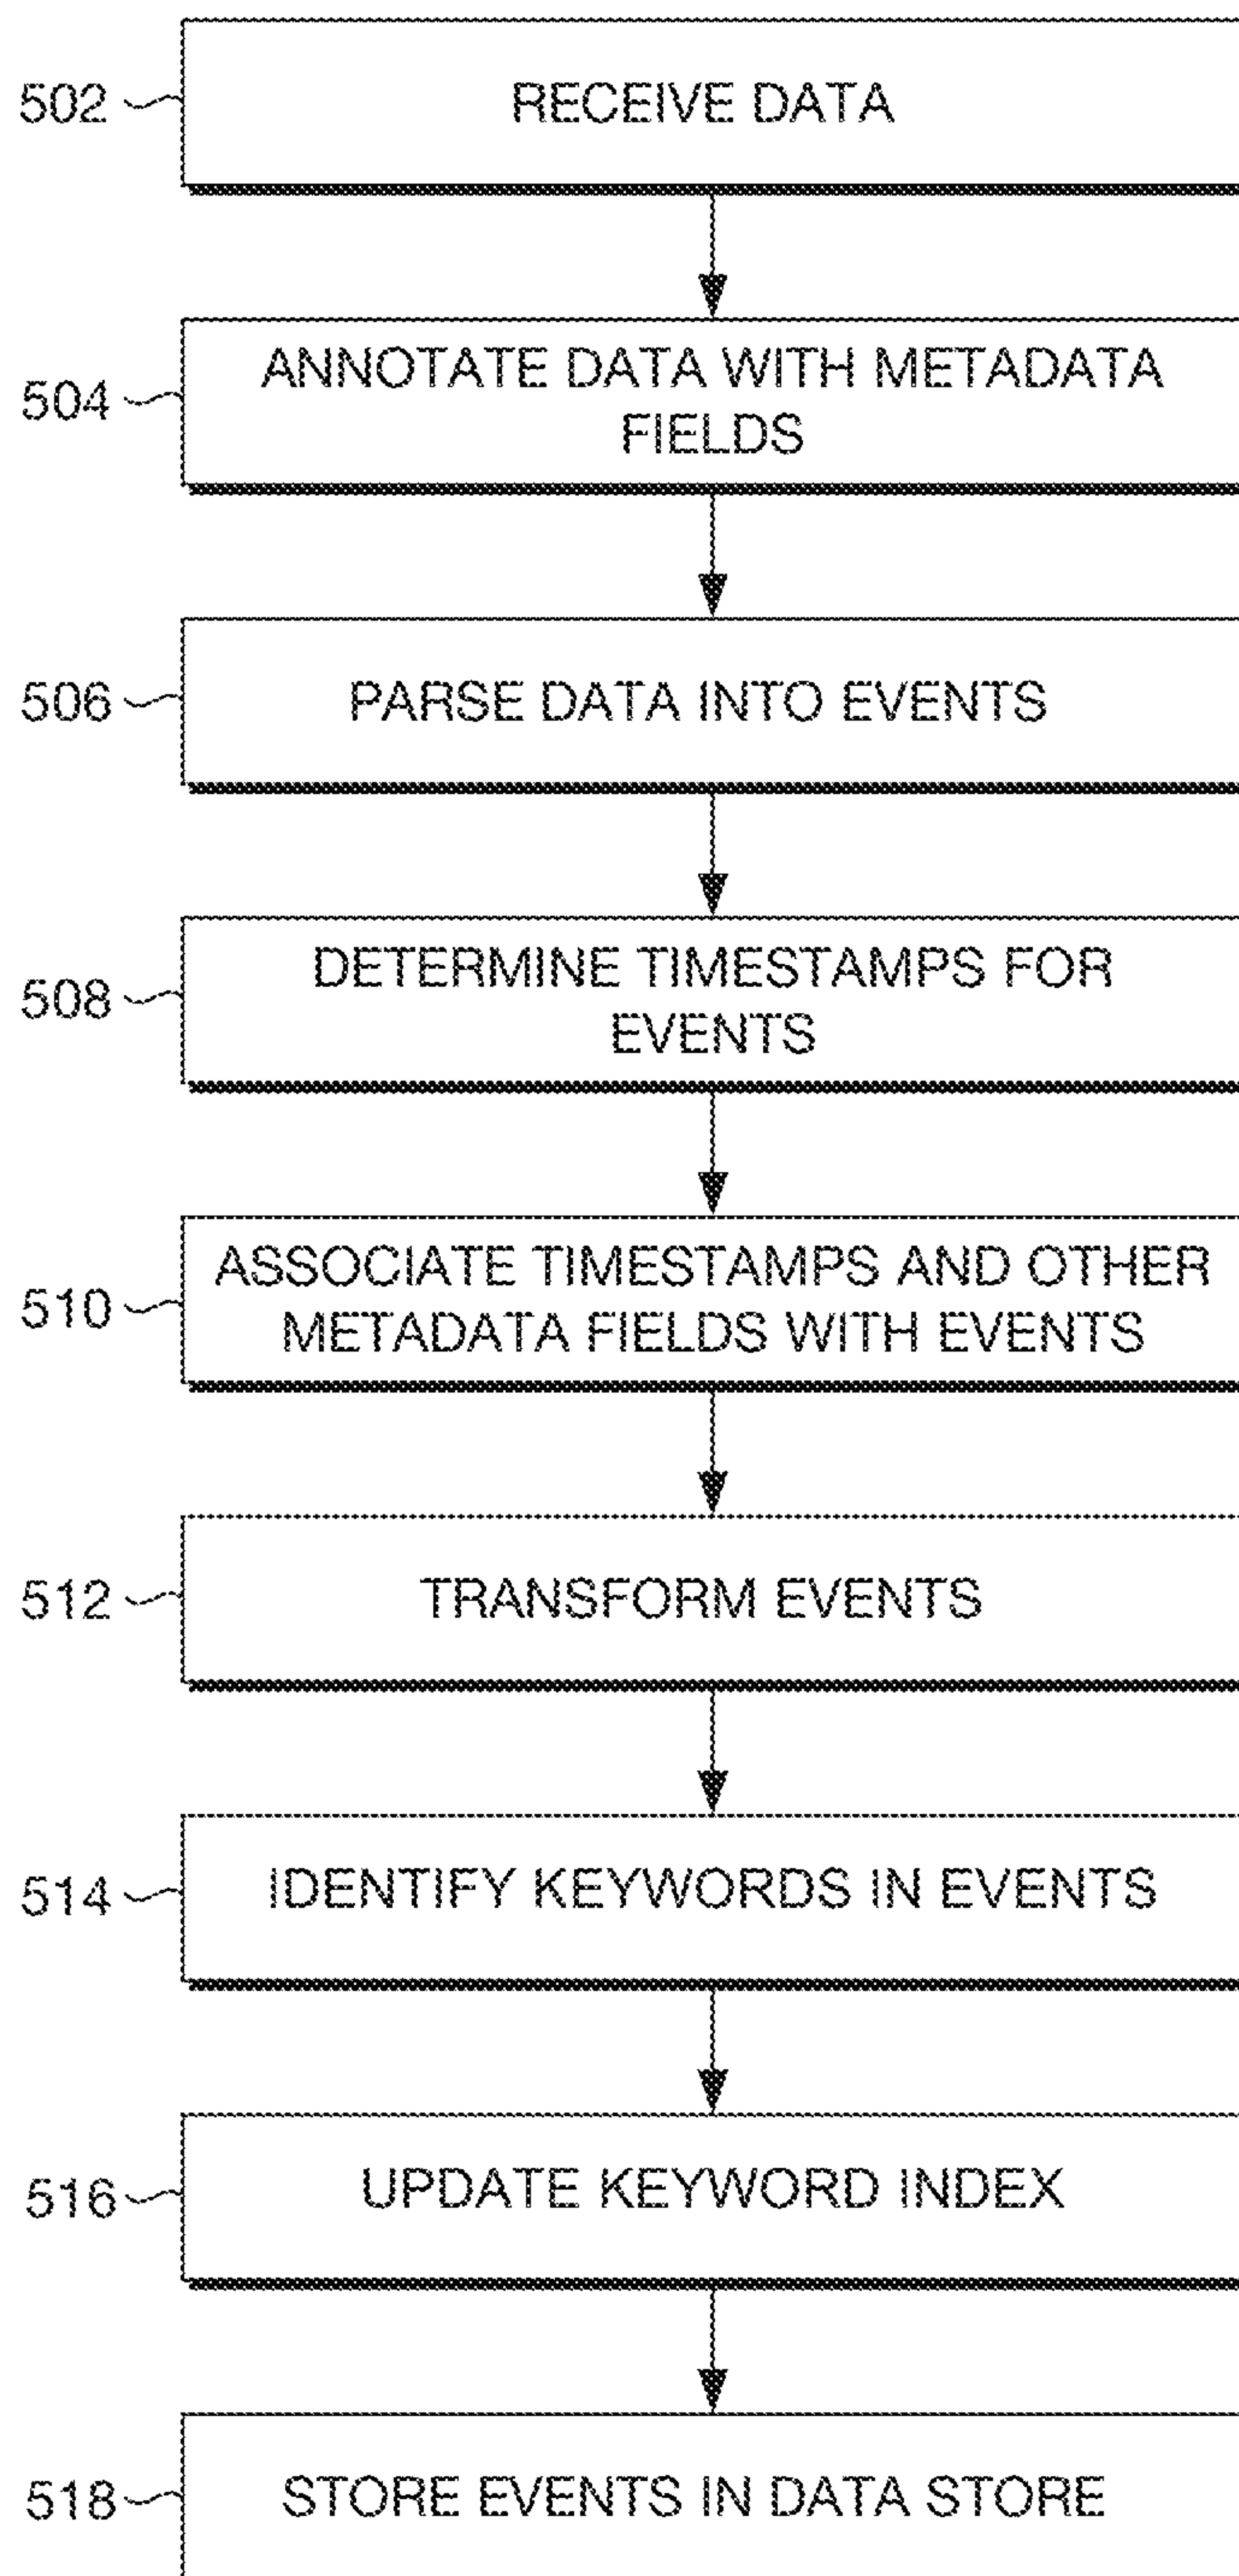 502
RECEIVE DATA
504
ANNOTATE DATA WITH METADATA
FIELDS
506
PARSE DATA INTO EVENTS
508
DETERMINE TIMESTAMPS FOR
EVENTS
510
ASSOCIATE TIMESTAMPS AND OTHER
METADATA FIELDS WITH EVENTS
512
TRANSFORM EVENTS
514
IDENTIFY KEYWORDS IN EVENTS
516
UPDATE KEYWORD INDEX
518
STORE EVENTS IN DATA STORE